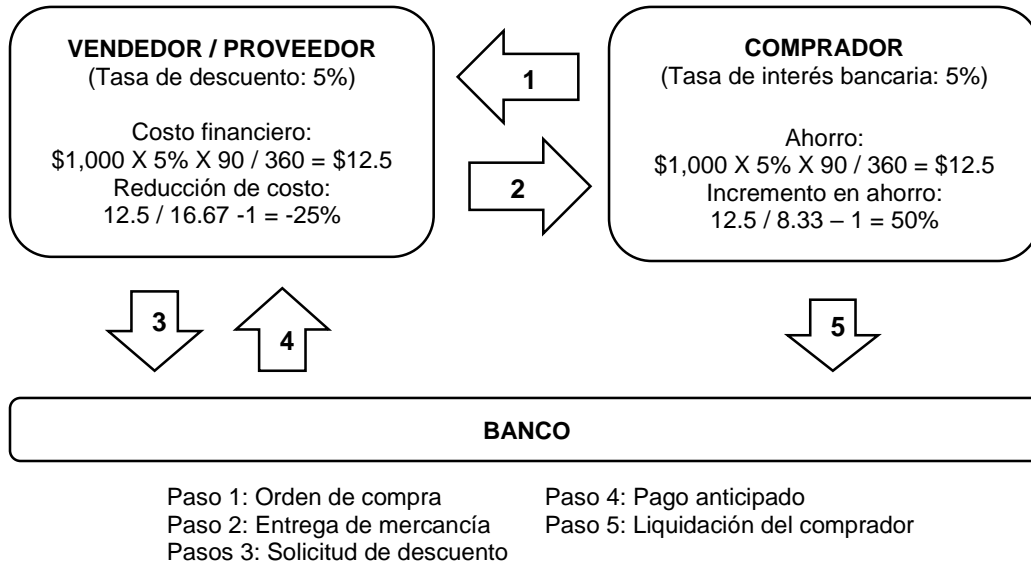 VENDEDOR / PROVEEDOR
(Tasa de descuento: 5%)
Costo financiero:
$1,000 X 5% X 90 / 360 = $12.5
Reducción de costo:
12.5 / 16.67 -1 = -25%
1
2
COMPRADOR
(Tasa de interés bancaria: 5%)
Ahorro:
$1,000 X 5% X 90 / 360 = $12.5
Incremento en ahorro:
12.5 / 8.33 – 1 = 50%
3
4
5
BANCO
Paso 1: Orden de compra
Paso 2: Entrega de mercancía
Pasos 3: Solicitud de descuento
Paso 4: Pago anticipado
Paso 5: Liquidación del comprador